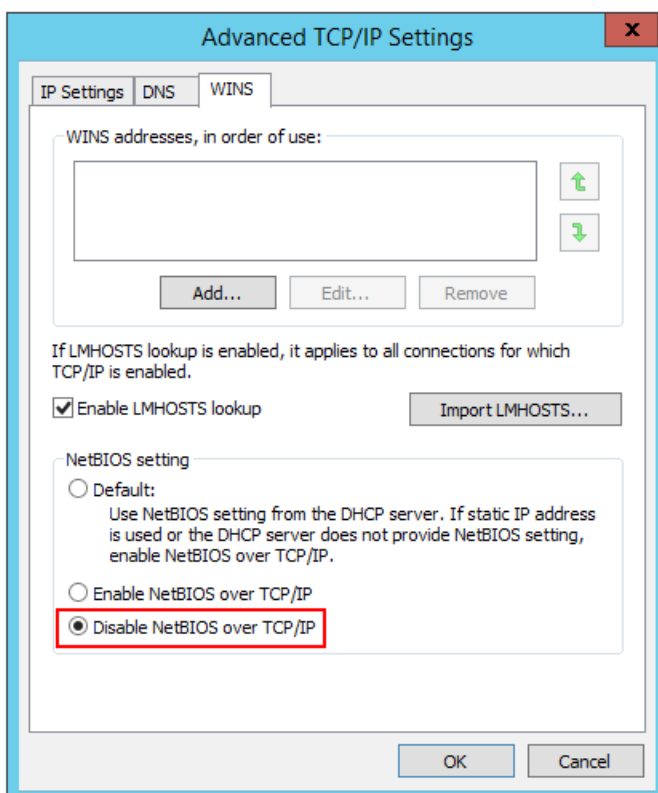 Advanced TCP/IP Settings
x
IP Settings
DNS
WINS
WINS addresses, in order of use:
Add...
Edit...
Remove
If LMHOSTS lookup is enabled, it applies to all connections for which
TCP/IP is enabled.
Enable LMHOSTS lookup
Import LMHOSTS...
NetBIOS setting
Default:
Use NetBIOS setting from the DHCP server. If static IP address
is used or the DHCP server does not provide NetBIOS setting,
enable NetBIOS over TCP/IP.
Enable NetBIOS over TCP/IP
Disable NetBIOS over TCP/IP
OK
Cancel